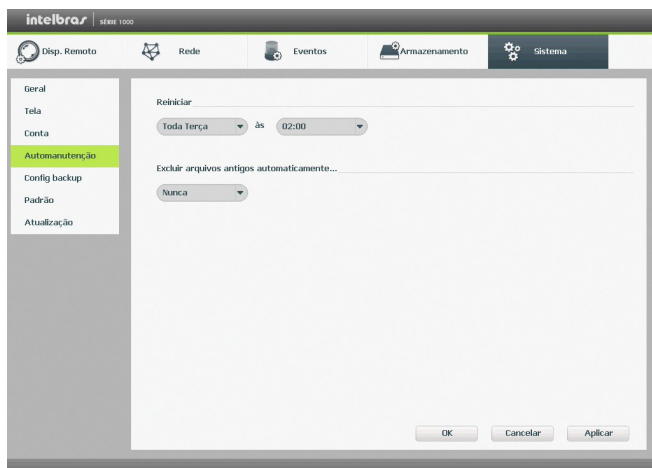 intelbras SÉRIE 1000
Disp. Remoto Rede Eventos Armazenamento Sistema
Geral
Tela
Conta
Automanutenção
Config backup
Padrão
Atualização
Reiniciar
Toda Terça às 02:00
Excluir arquivos antigos automaticamente...
Nunca
OK Cancelar Aplicar